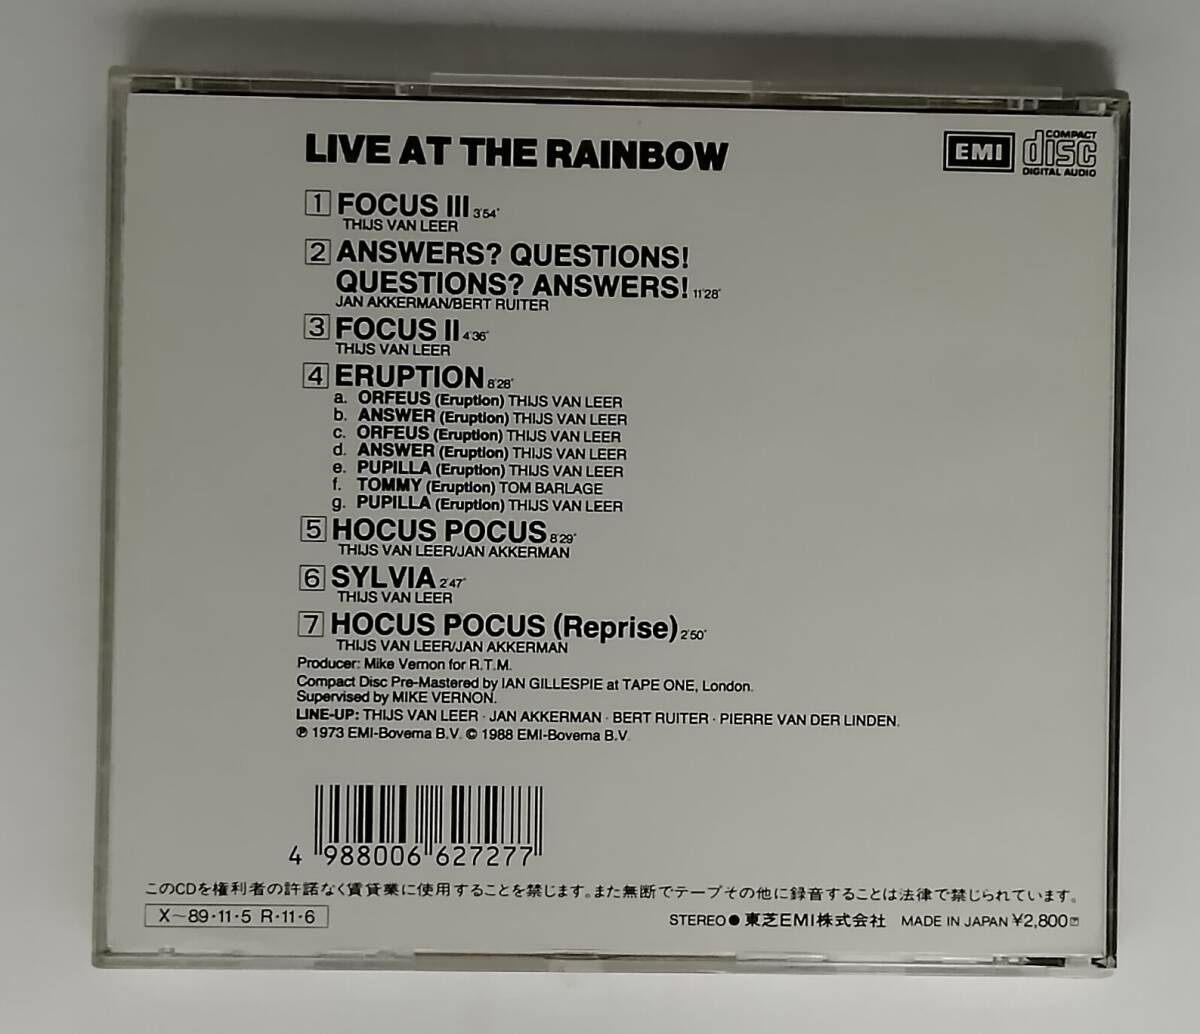 LIVE AT THE RAINBOW
EMI
COMPACT
disc
DIGITAL AUDIO
1 FOCUS III 3'54"
THIJS VAN LEER
2 ANSWERS? QUESTIONS!
QUESTIONS? ANSWERS! 11'28"
JAN AKKERMAN/BERT RUITER
3 FOCUS II 4'36"
THIJS VAN LEER
4 ERUPTION 8'28"
a. ORFEUS (Eruption) THIJS VAN LEER
b. ANSWER (Eruption) THIJS VAN LEER
c. ORFEUS (Eruption) THIJS VAN LEER
d. ANSWER (Eruption) THIJS VAN LEER
e. PUPILLA (Eruption) THIJS VAN LEER
f. TOMMY (Eruption) TOM BARLAGE
g. PUPILLA (Eruption) THIJS VAN LEER
5 HOCUS POCUS 8'29"
THIJS VAN LEER/JAN AKKERMAN
6 SYLVIA 2'47"
THIJS VAN LEER
7 HOCUS POCUS (Reprise) 2'50"
THIJS VAN LEER/JAN AKKERMAN
Producer: Mike Vernon for R.T.M.
Compact Disc Pre-Mastered by IAN GILLESPIE at TAPE ONE, London.
Supervised by MIKE VERNON.
LINE-UP: THIJS VAN LEER · JAN AKKERMAN · BERT RUITER · PIERRE VAN DER LINDEN.
℗ 1973 EMI-Bovema B.V. © 1988 EMI-Bovema B.V.
4 988006 627277
このCDを権利者の許諾なく賃貸業に使用することを禁じます。また無断でテープその他に録音することは法律で禁じられています。
X～89・11・5 R・11・6
STEREO● 東芝EMI株式会社 MADE IN JAPAN ¥2,800